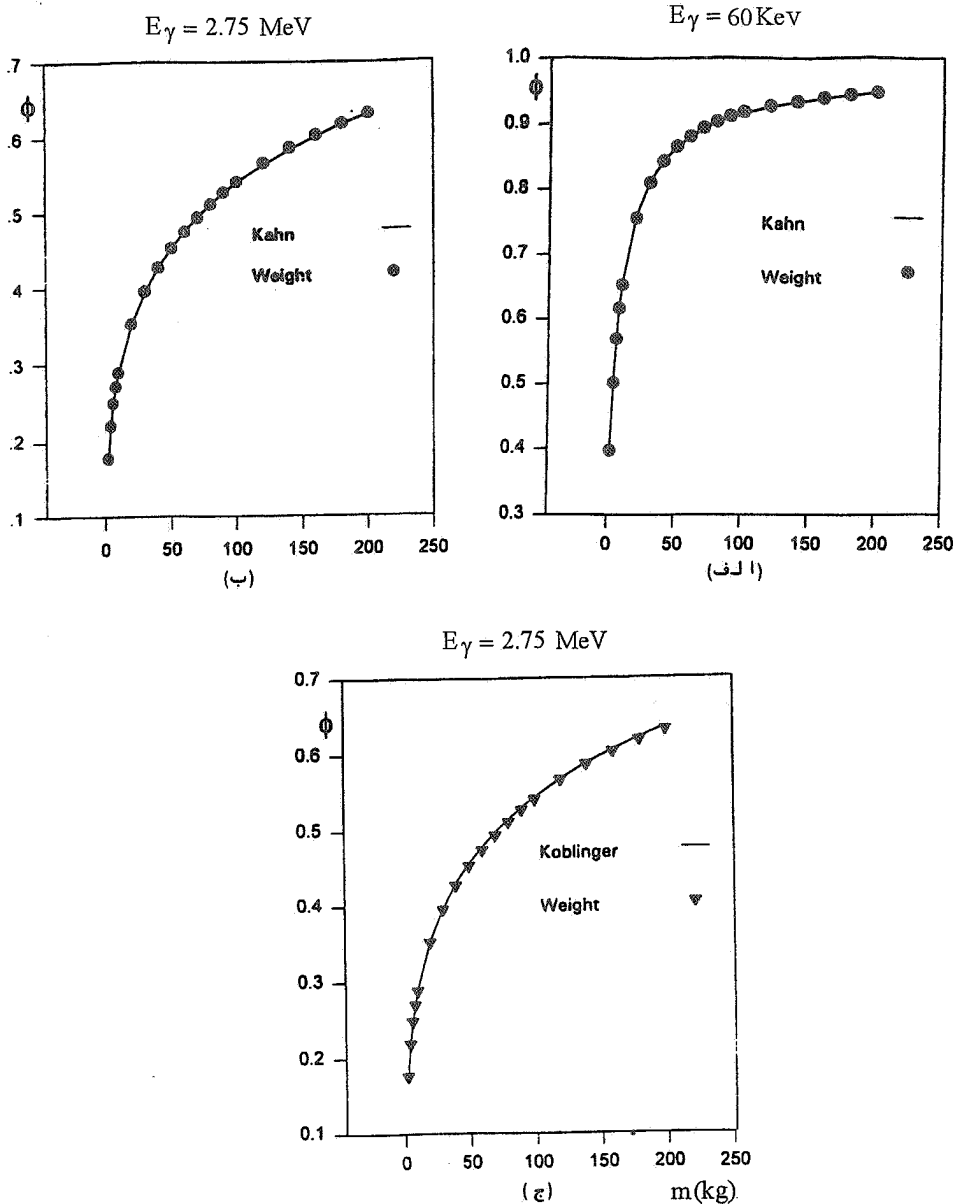 E γ = 2.75 MeV
.7
ϕ
.6
.5
.4
.3
.2
.1
Kahn
Weight
0 50 100 150 200 250
(ب)
E γ = 60 Kev
1.0
ϕ
0.9
0.8
0.7
0.6
0.5
0.4
0.3
Kahn
Weight
0 50 100 150 200 250
(الف)
E γ = 2.75 MeV
0.7
ϕ
0.6
0.5
0.4
0.3
0.2
0.1
Koblinger
Weight
0 50 100 150 200 250
(ج) m(kg)